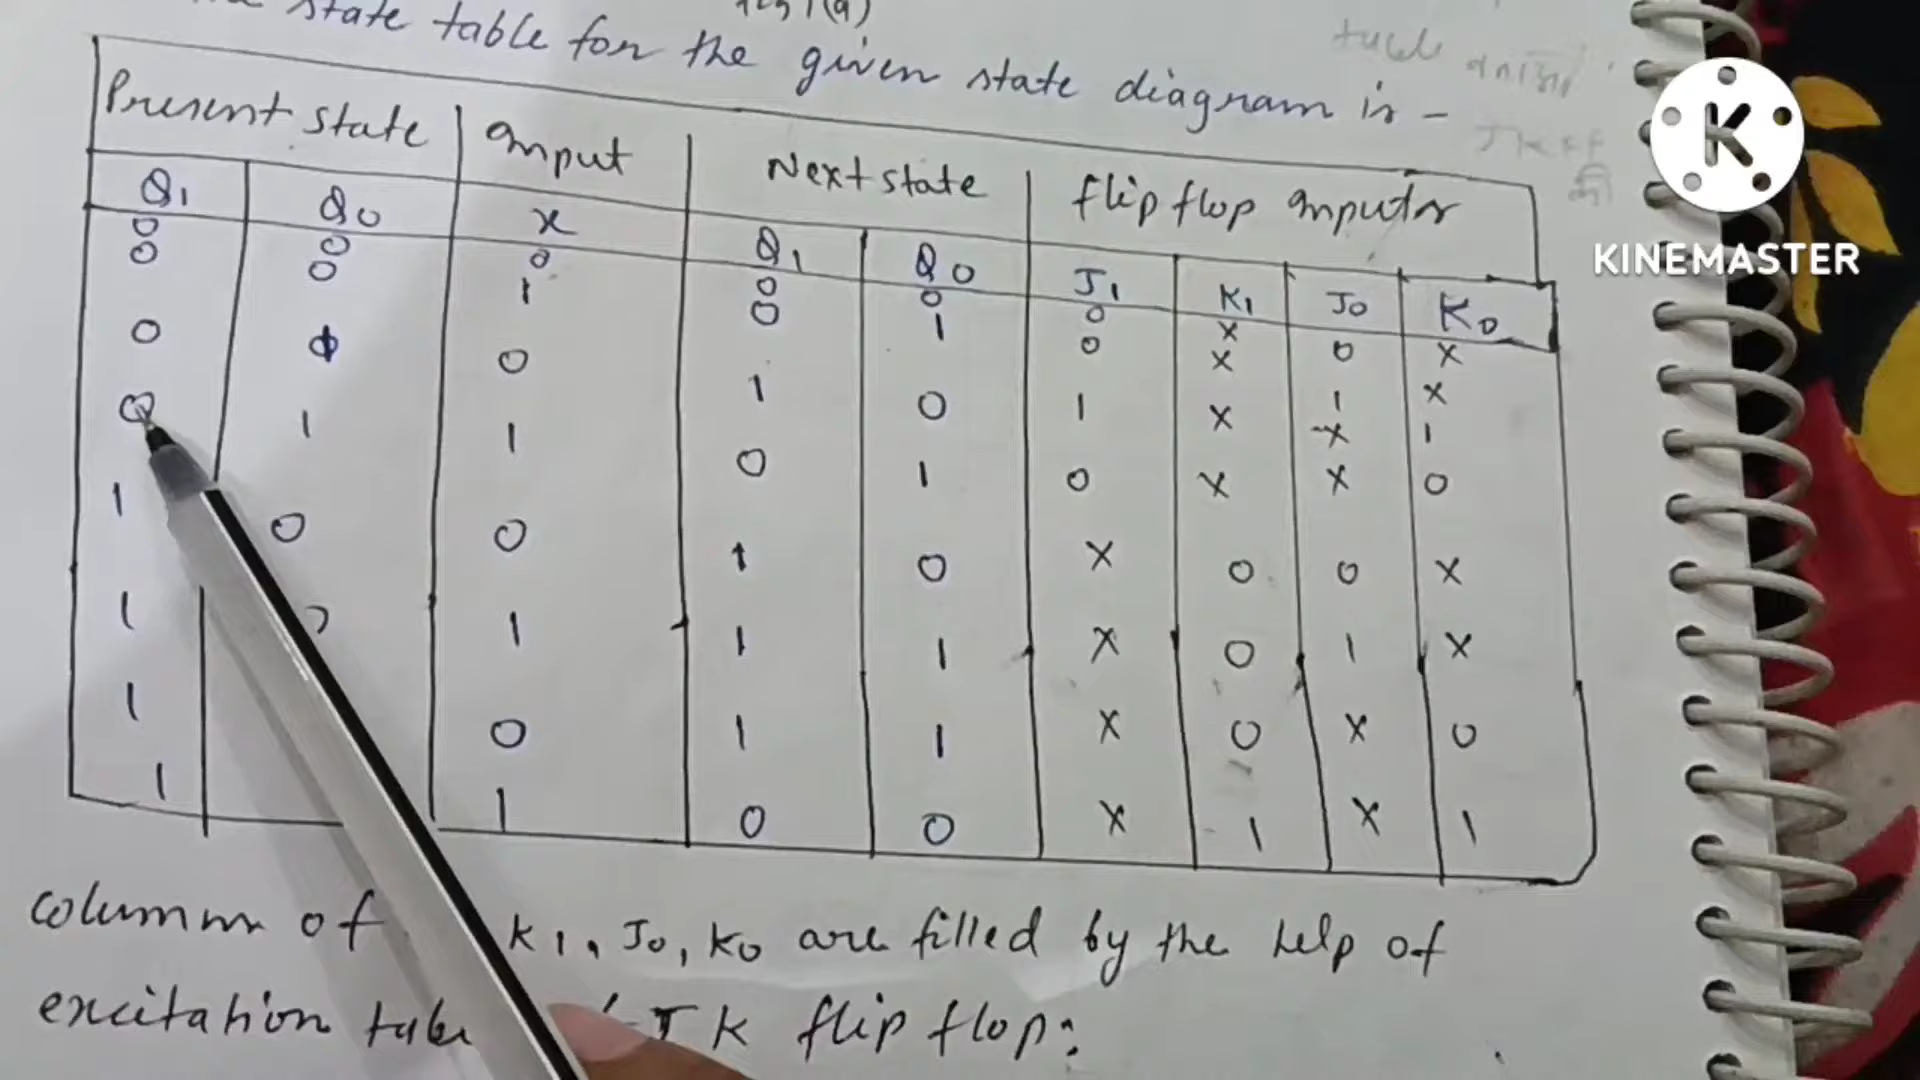 state table for the given state diagram is -
Present state Input Next state flip flop inputs
Q1 Q0 x Q1 Q0 J1 K1 J0 K0
0 0 0 0 0 0 x 0 x
0 0 1 0 1 0 x 1 x
0 1 0 1 0 1 x x 1
0 1 1 0 1 0 x x 0
1 0 0 1 0 x 0 0 x
1 1 1 1 x 0 1 x
1 0 1 1 x 0 x 0
1 1 0 0 x 1 x 1
column of K1, J0, K0 are filled by the help of
excitation JK flip flop:
K
KINEMASTER